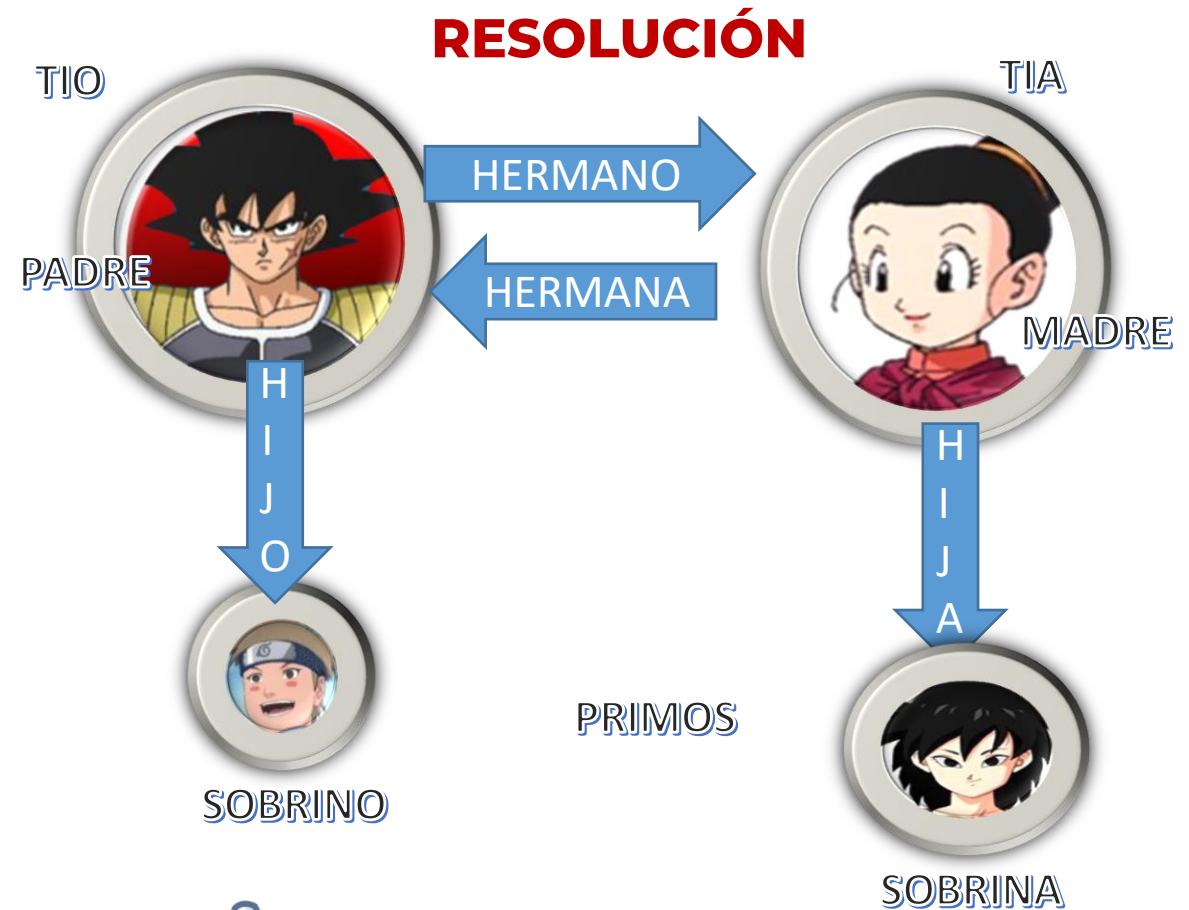 RESOLUCIÓN
TIO
TIA
HERMANO
HERMANA
PADRE
MADRE
H
I
J
O
H
I
J
A
PRIMOS
SOBRINO
SOBRINA